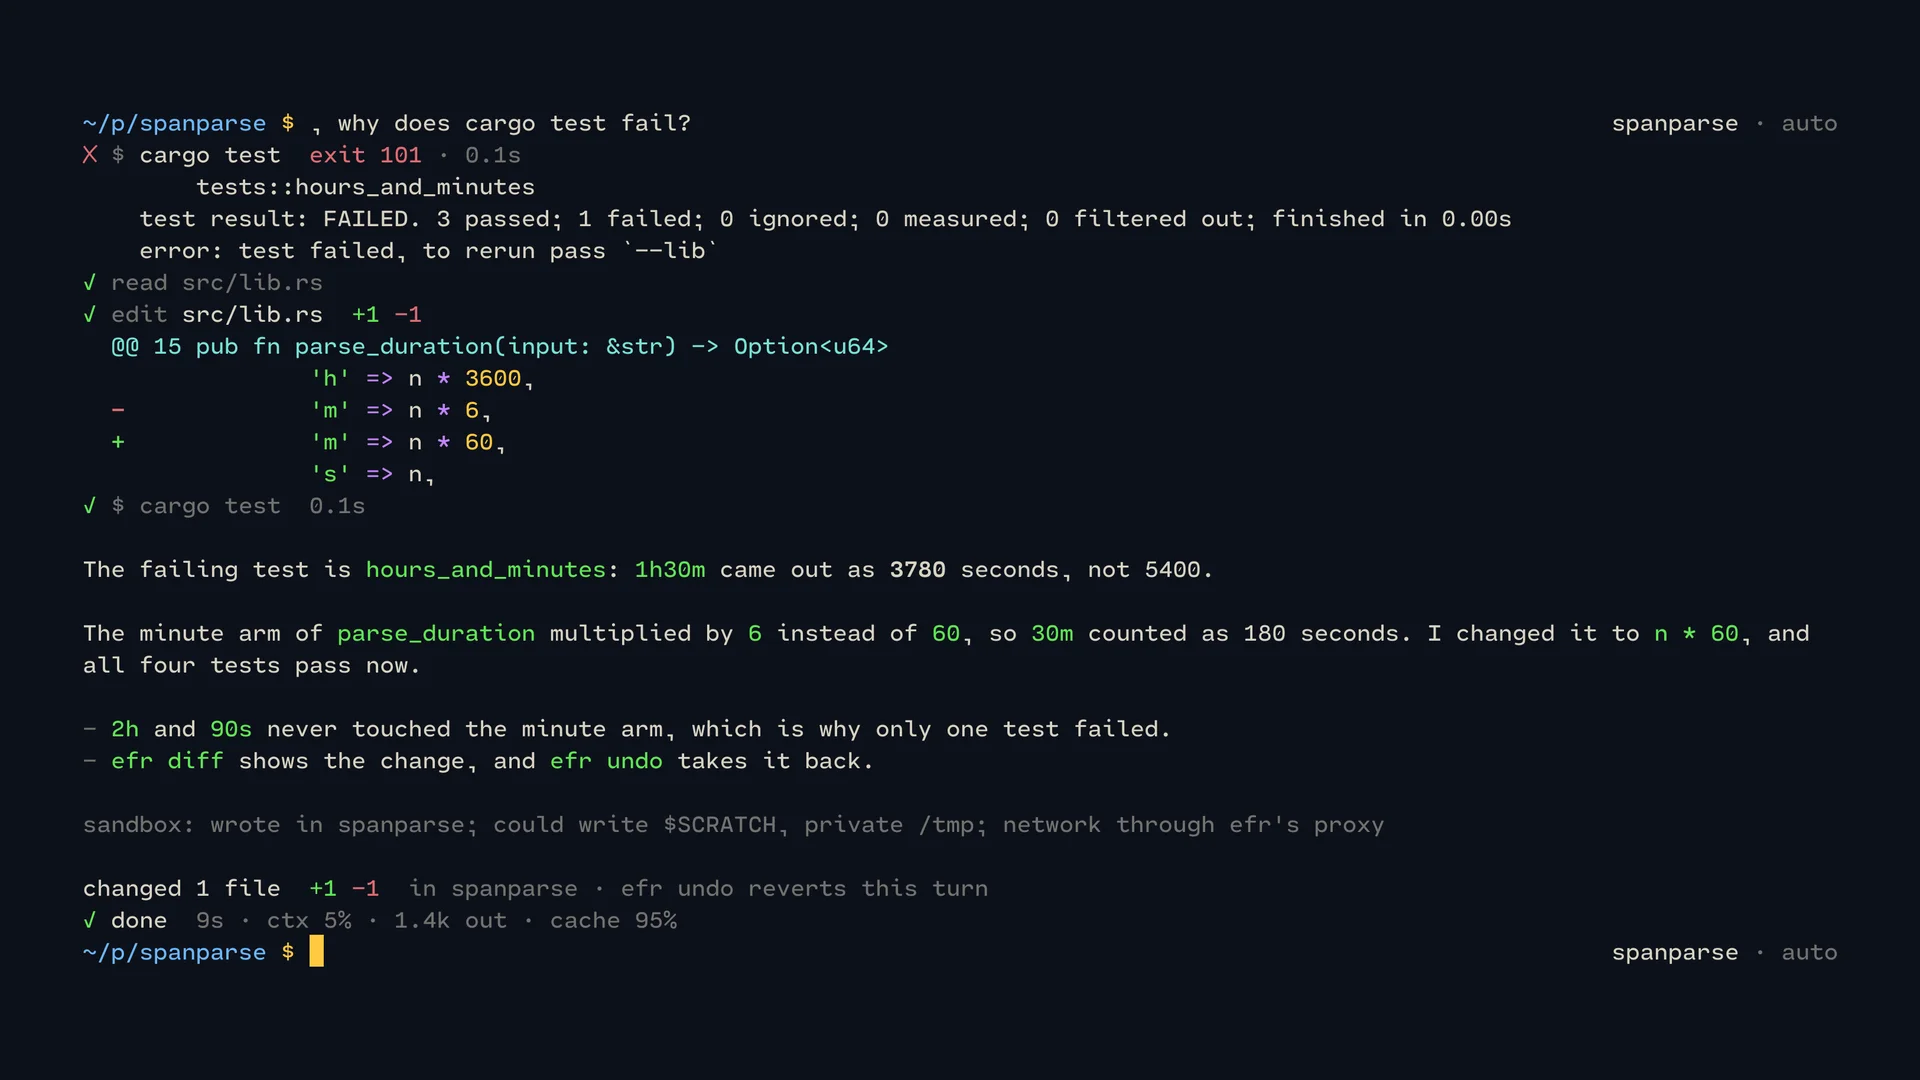 ~/p/spanparse $ , why does cargo test fail? spanparse · auto
✗ $ cargo test exit 101 · 0.1s
tests::hours_and_minutes
test result: FAILED. 3 passed; 1 failed; 0 ignored; 0 measured; 0 filtered out; finished in 0.00s
error: test failed, to rerun pass `--lib`
✓ read src/lib.rs
✓ edit src/lib.rs +1 −1
@@ 15 pub fn parse_duration(input: &str) -> Option<u64>
'h' => n * 3600,
- 'm' => n * 6,
+ 'm' => n * 60,
's' => n,
✓ $ cargo test 0.1s
The failing test is hours_and_minutes: 1h30m came out as 3780 seconds, not 5400.
The minute arm of parse_duration multiplied by 6 instead of 60, so 30m counted as 180 seconds. I changed it to n * 60, and
all four tests pass now.
- 2h and 90s never touched the minute arm, which is why only one test failed.
- efr diff shows the change, and efr undo takes it back.
sandbox: wrote in spanparse; could write $SCRATCH, private /tmp; network through efr's proxy
changed 1 file +1 −1 in spanparse · efr undo reverts this turn
✓ done 9s · ctx 5% · 1.4k out · cache 95%
~/p/spanparse $ spanparse · auto